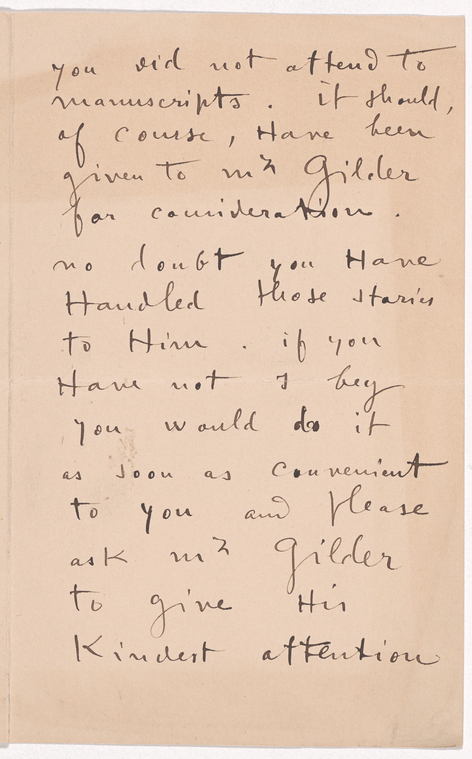 you did not attend to
manuscripts. it should,
of course, Have been
given to mr Gilder
for consideration.
no doubt you Have
Handled those stories
to Him. if you
Have not I beg
you would do it
as soon as convenient
to you and please
ask mr Gilder
to give His
Kindest attention